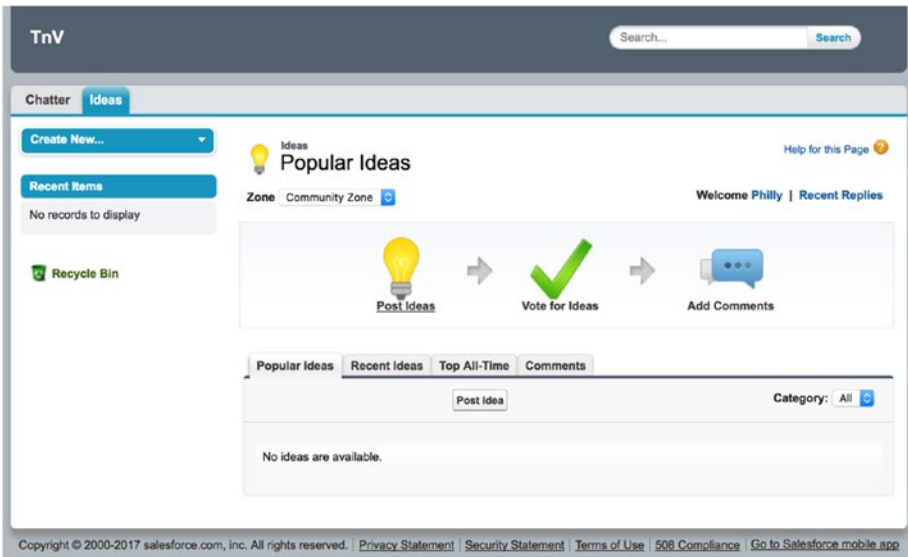 TnV
Search... Search
Chatter Ideas
Create New...
Recent Items
No records to display
Recycle Bin
Ideas
Popular Ideas
Help for this Page
Zone Community Zone
Welcome Philly | Recent Replies
Post Ideas Vote for Ideas Add Comments
Popular Ideas Recent Ideas Top All-Time Comments
Post Idea Category: All
No ideas are available.
Copyright © 2000-2017 salesforce.com, inc. All rights reserved. | Privacy Statement | Security Statement | Terms of Use | 508 Compliance | Go to Salesforce mobile app